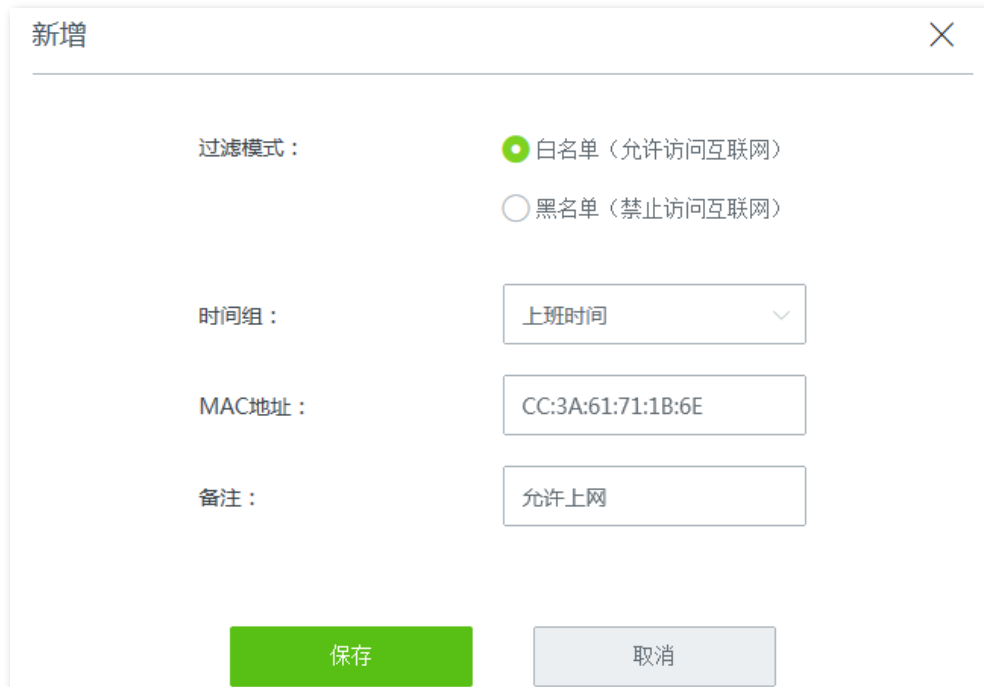 新增
过滤模式：
白名单（允许访问互联网）
黑名单（禁止访问互联网）
时间组：
上班时间
MAC地址：
CC:3A:61:71:1B:6E
备注：
允许上网
保存
取消